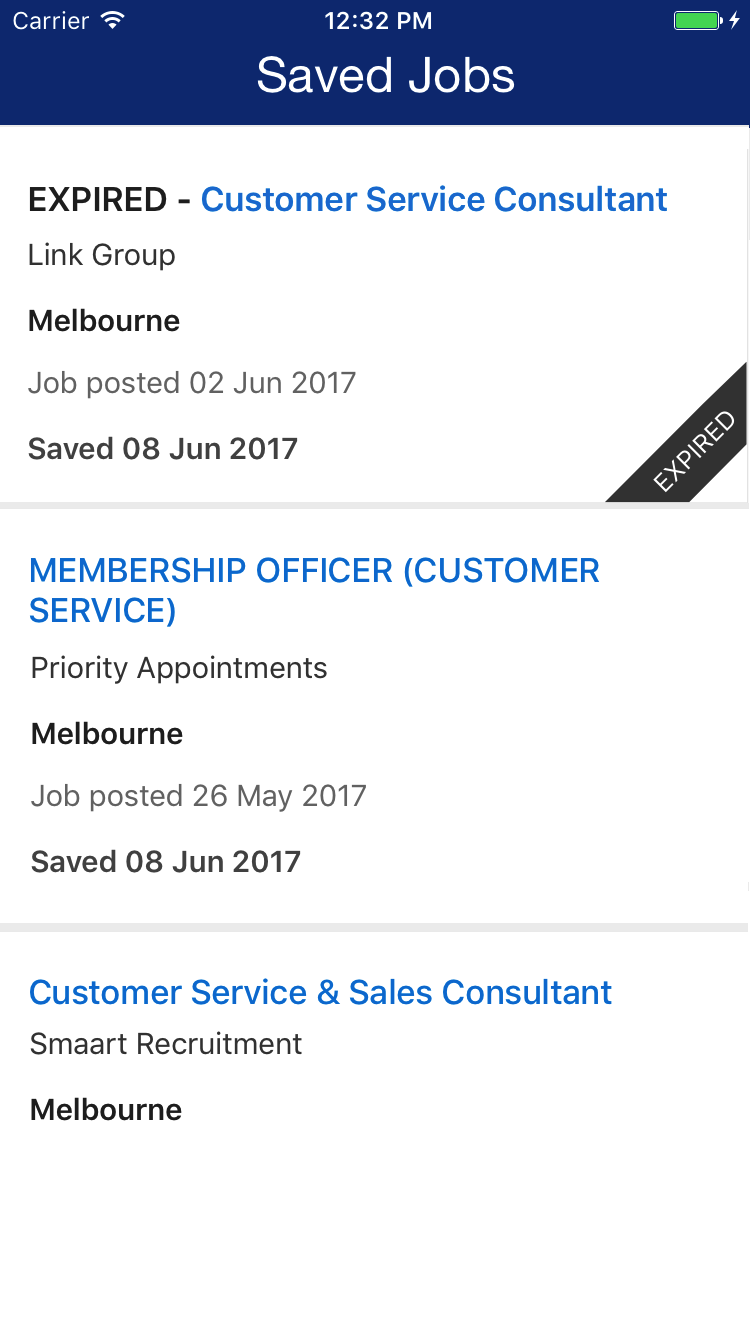 Carrier 12:32 PM
Saved Jobs
EXPIRED - Customer Service Consultant
Link Group
Melbourne
Job posted 02 Jun 2017
Saved 08 Jun 2017
EXPIRED
MEMBERSHIP OFFICER (CUSTOMER
SERVICE)
Priority Appointments
Melbourne
Job posted 26 May 2017
Saved 08 Jun 2017
Customer Service & Sales Consultant
Smaart Recruitment
Melbourne